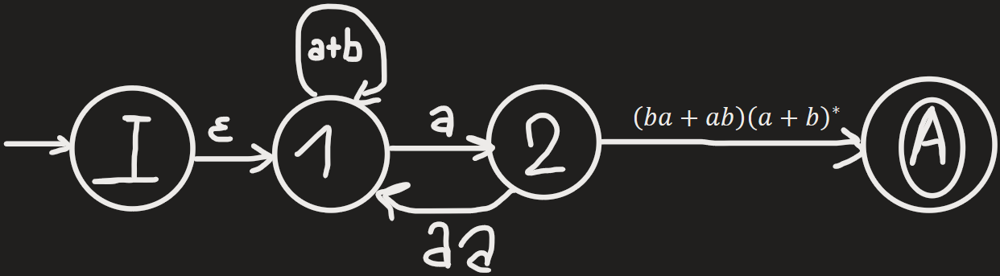 a+b
I
ε
1
a
2
(ba + ab)(a + b)*
A
aa